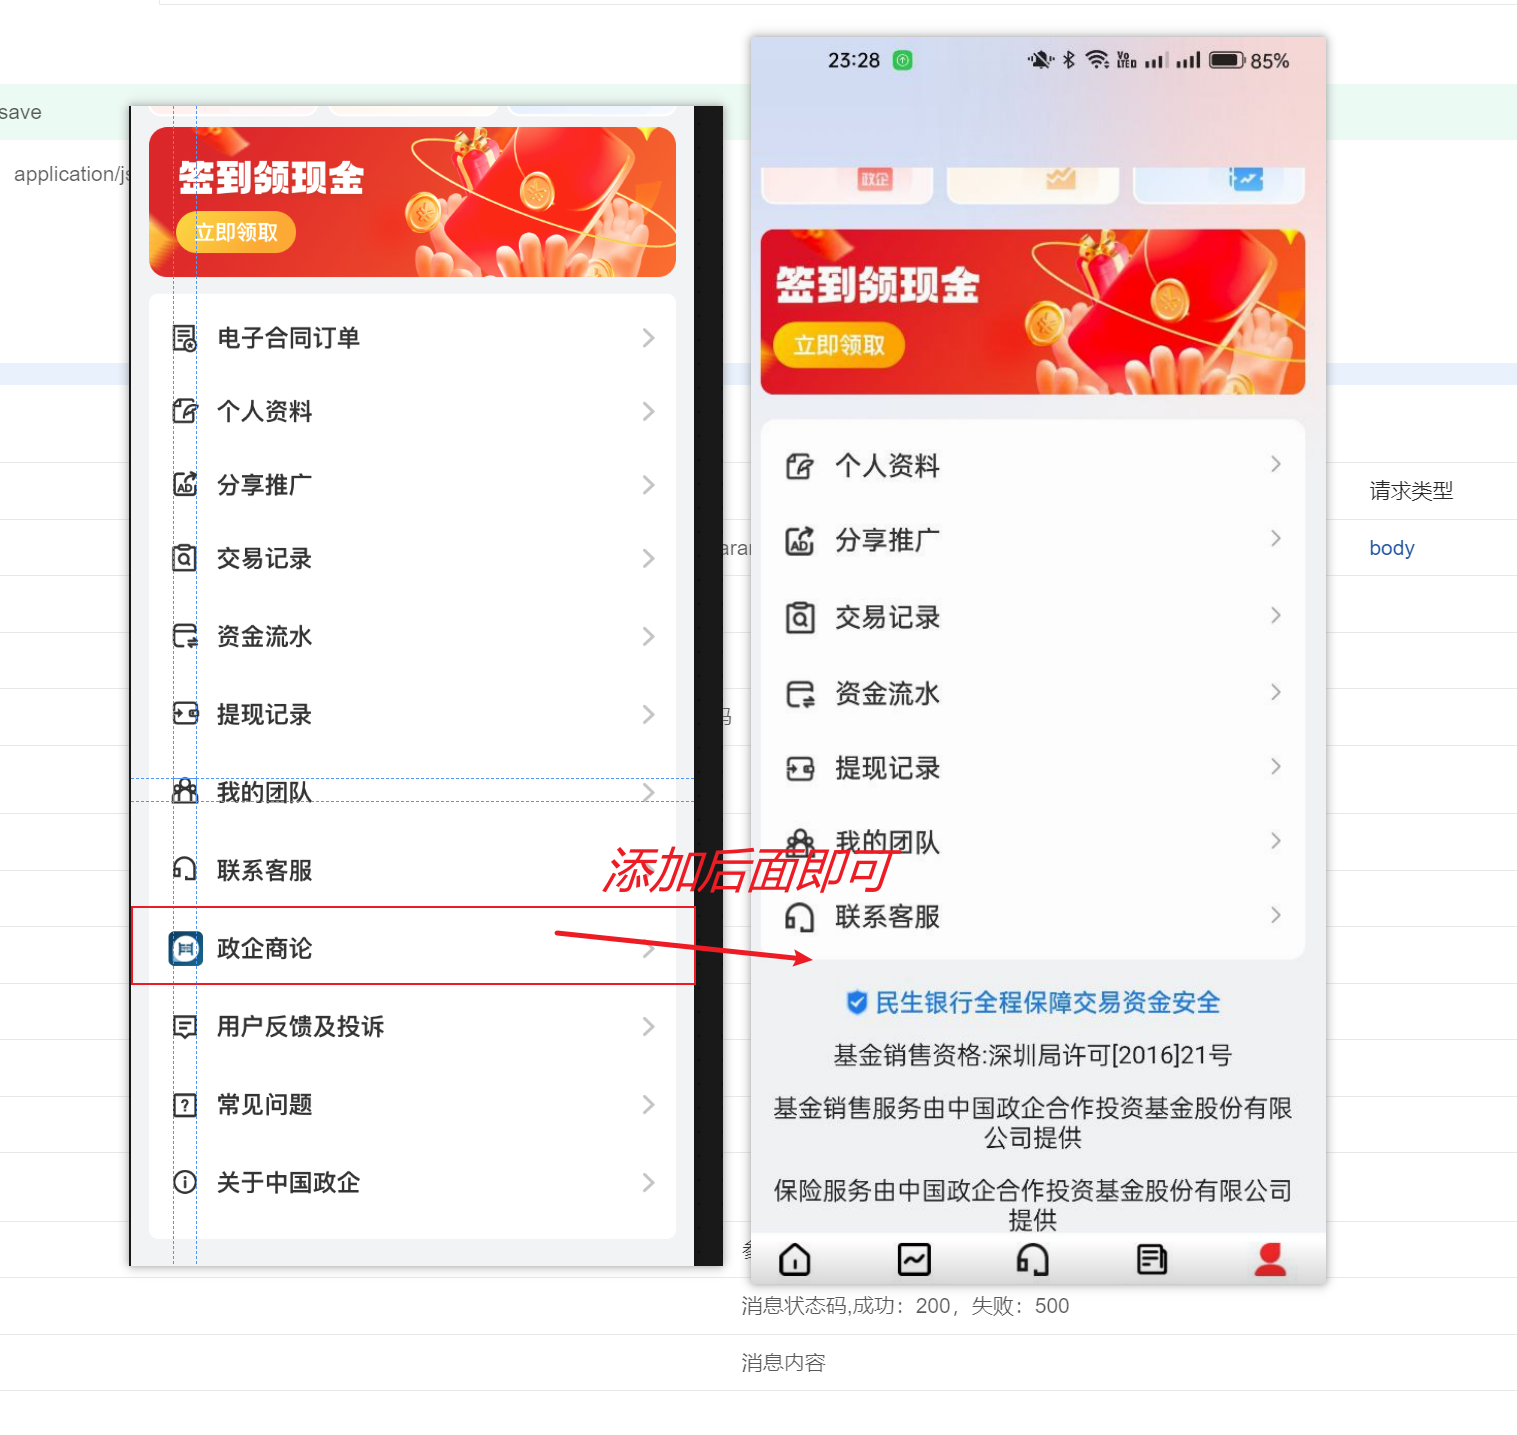 save
application/js
签到领现金
立即领取
电子合同订单
个人资料
分享推广
交易记录
资金流水
提现记录
我的团队
联系客服
政企商论
用户反馈及投诉
常见问题
关于中国政企
添加后面即可
23:28
85%
政企
签到领现金
立即领取
个人资料
分享推广
交易记录
资金流水
提现记录
我的团队
联系客服
民生银行全程保障交易资金安全
基金销售资格:深圳局许可[2016]21号
基金销售服务由中国政企合作投资基金股份有限
公司提供
保险服务由中国政企合作投资基金股份有限公司
提供
请求类型
body
消息状态码,成功：200，失败：500
消息内容